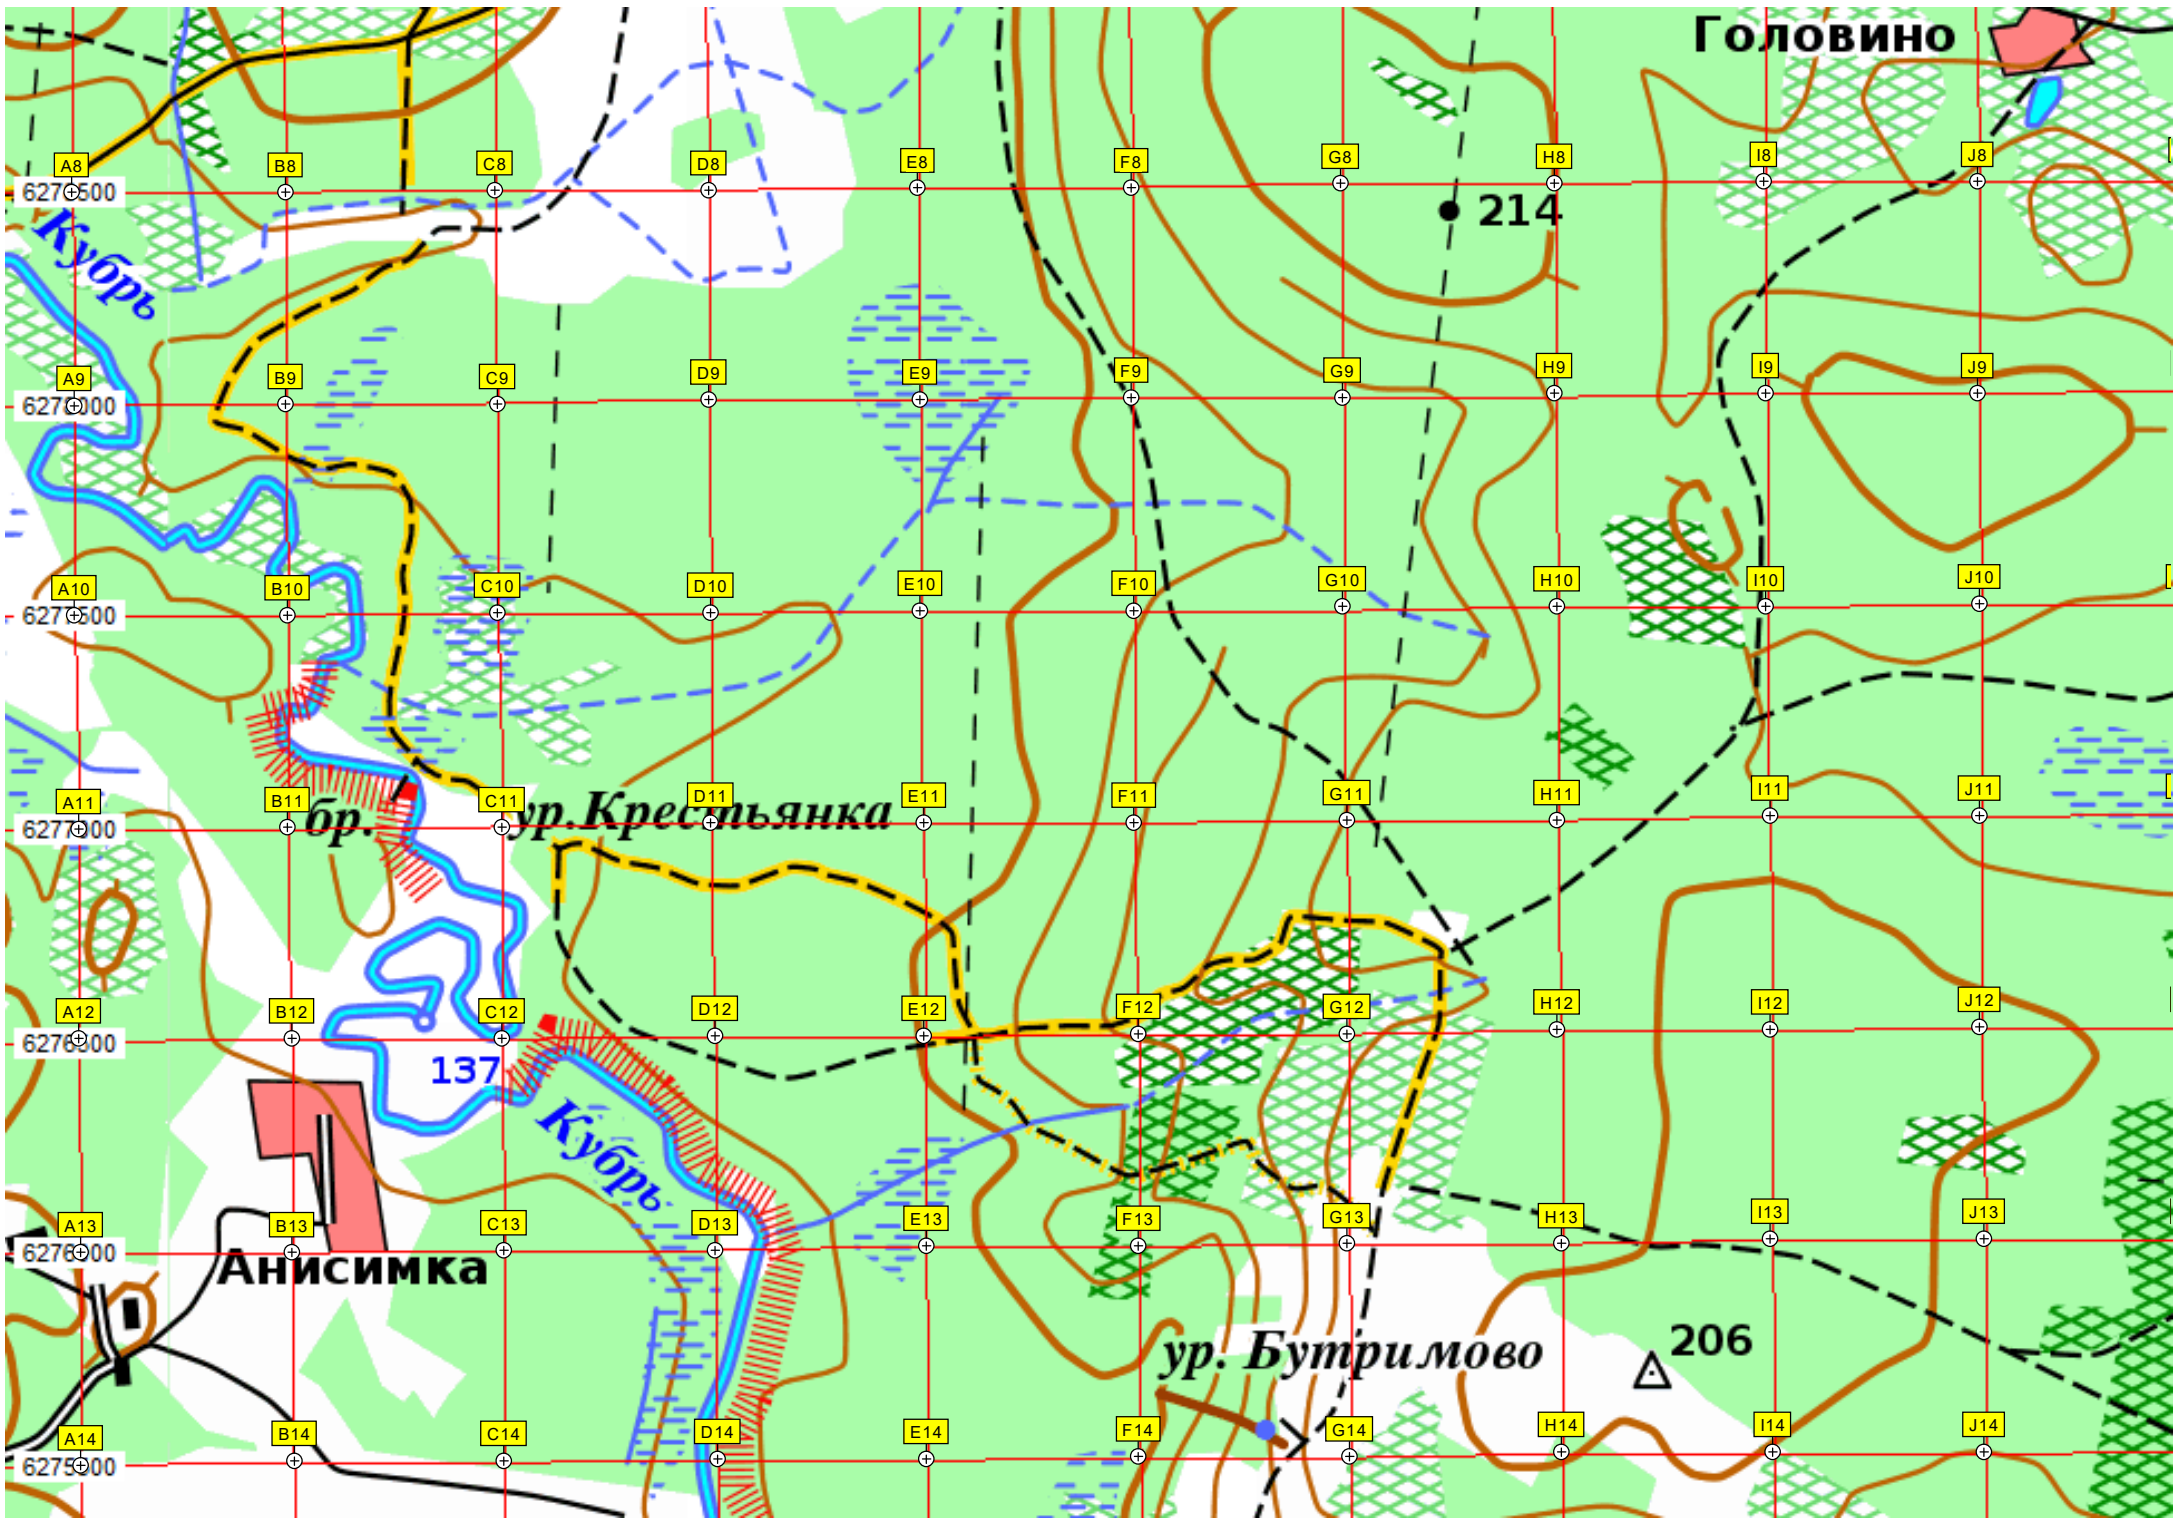 Головино
A8 B8 C8 D8 E8 F8 G8 H8 I8 J8
Кубрь
214
A9 B9 C9 D9 E9 F9 G9 H9 I9 J9
A10 B10 C10 D10 E10 F10 G10 H10 I10 J10
A11 B11 C11 D11 E11 F11 G11 H11 I11 J11
бр.
ур.Крестьянка
A12 B12 C12 D12 E12 F12 G12 H12 I12 J12
137
Кубрь
A13 B13 C13 D13 E13 F13 G13 H13 I13 J13
Анисимка
206
ур. Бутримово
A14 B14 C14 D14 E14 F14 G14 H14 I14 J14